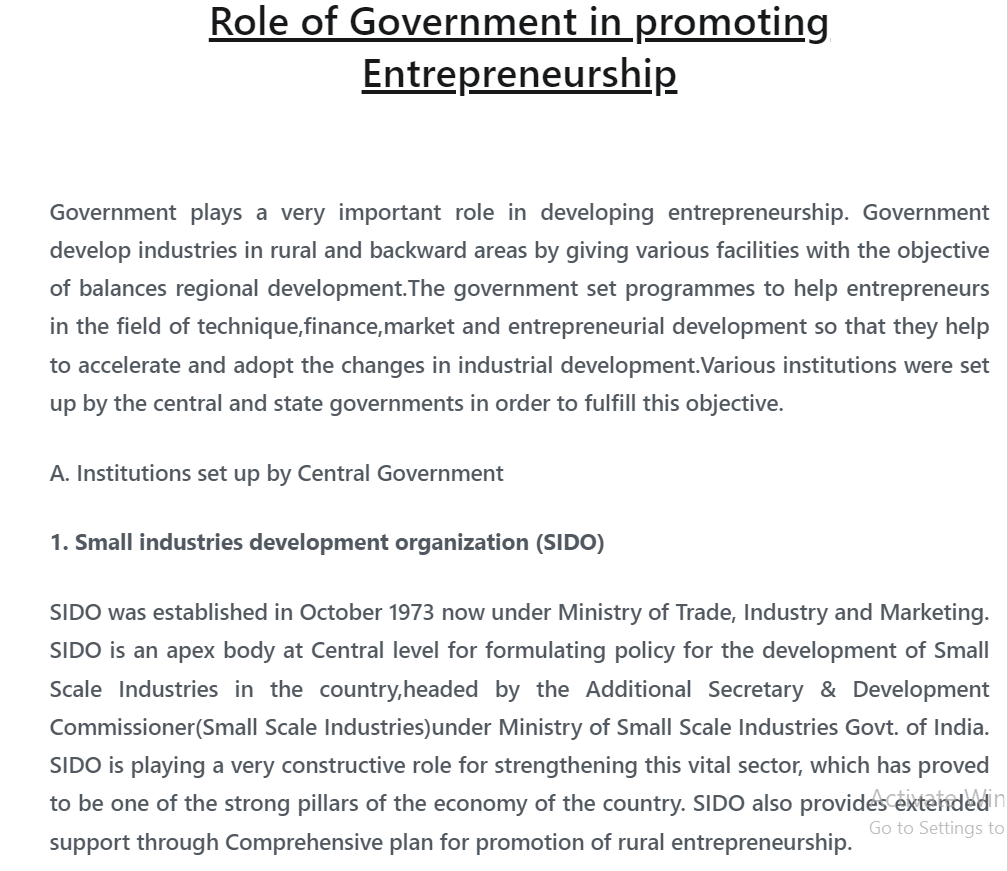 Role of Government in promoting
Entrepreneurship
Government plays a very important role in developing entrepreneurship. Government
develop industries in rural and backward areas by giving various facilities with the objective
of balances regional development.The government set programmes to help entrepreneurs
in the field of technique,finance,market and entrepreneurial development so that they help
to accelerate and adopt the changes in industrial development.Various institutions were set
up by the central and state governments in order to fulfill this objective.
A. Institutions set up by Central Government
1. Small industries development organization (SIDO)
SIDO was established in October 1973 now under Ministry of Trade, Industry and Marketing.
SIDO is an apex body at Central level for formulating policy for the development of Small
Scale Industries in the country,headed by the Additional Secretary & Development
Commissioner(Small Scale Industries)under Ministry of Small Scale Industries Govt. of India.
SIDO is playing a very constructive role for strengthening this vital sector, which has proved
to be one of the strong pillars of the economy of the country. SIDO also provides extended
support through Comprehensive plan for promotion of rural entrepreneurship.
Activate Win
Go to Settings to